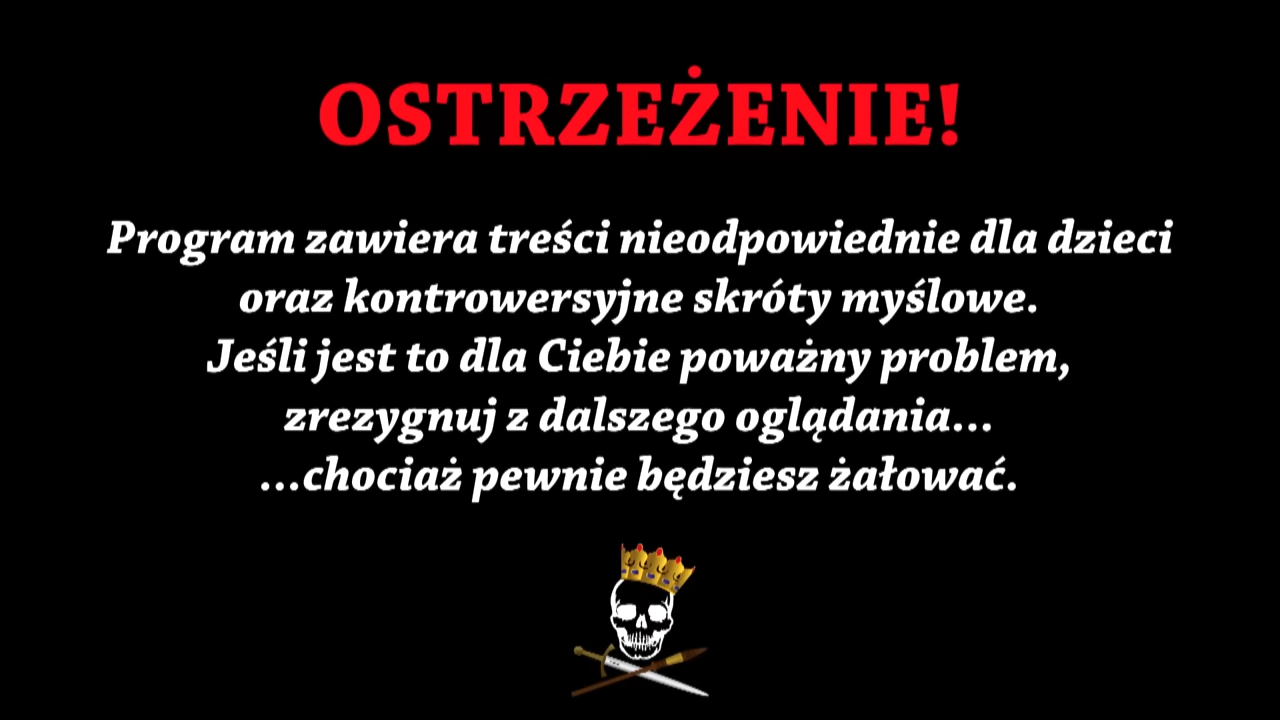 OSTRZEŻENIE!
Program zawiera treści nieodpowiednie dla dzieci
oraz kontrowersyjne skróty myślowe.
Jeśli jest to dla Ciebie poważny problem,
zrezygnuj z dalszego oglądania...
...chociaż pewnie będziesz żałować.